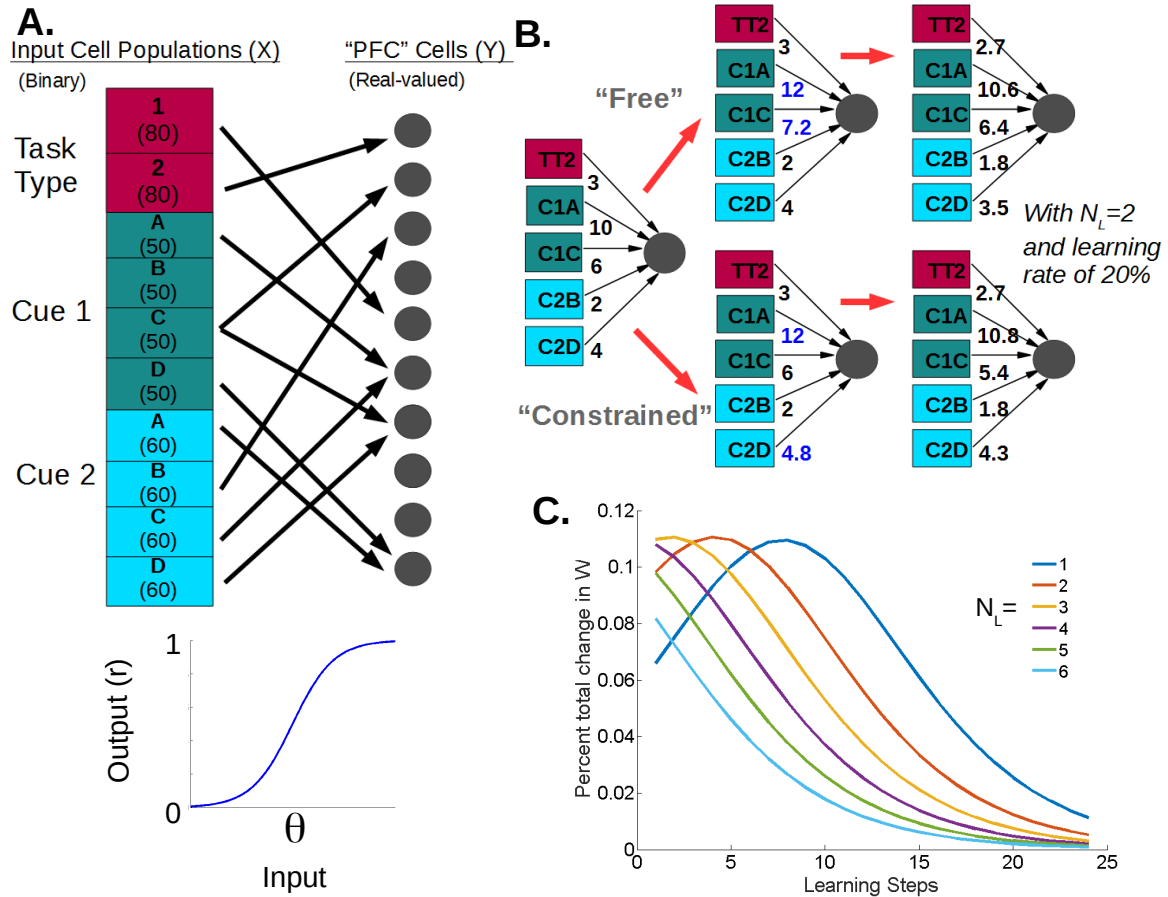 A.
Input Cell Populations (X)
(Binary)
“PFC” Cells (Y)
(Real-valued)
Task
Type
Cue 1
Cue 2
1
(80)
2
(80)
A
(50)
B
(50)
C
(50)
D
(50)
A
(60)
B
(60)
C
(60)
D
(60)
1
Output (r)
0
θ
Input
B.
“Free”
“Constrained”
TT2
3
C1A
10
C1C
6
C2B
2
C2D
4
TT2
3
C1A
12
C1C
7.2
C2B
2
C2D
4
TT2
2.7
C1A
10.6
C1C
6.4
C2B
1.8
C2D
3.5
With NL=2
and learning
rate of 20%
TT2
3
C1A
12
C1C
6
C2B
2
C2D
4.8
TT2
2.7
C1A
10.8
C1C
5.4
C2B
1.8
C2D
4.3
C.
Percent total change in W
0.12
0.1
0.08
0.06
0.04
0.02
0
0 5 10 15 20 25
Learning Steps
NL=
1
2
3
4
5
6